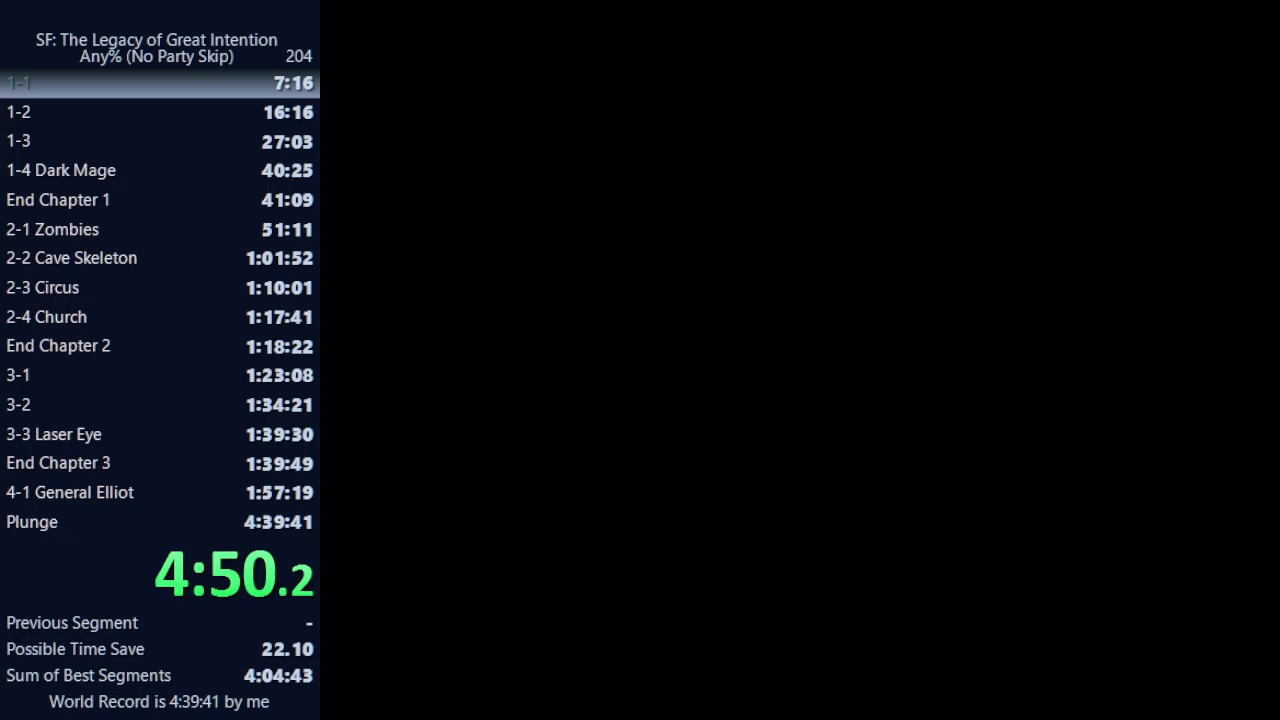 SF: The Legacy of Great Intention
Any% (No Party Skip) 204
1-1 7:16
1-2 16:16
1-3 27:03
1-4 Dark Mage 40:25
End Chapter 1 41:09
2-1 Zombies 51:11
2-2 Cave Skeleton 1:01:52
2-3 Circus 1:10:01
2-4 Church 1:17:41
End Chapter 2 1:18:22
3-1 1:23:08
3-2 1:34:21
3-3 Laser Eye 1:39:30
End Chapter 3 1:39:49
4-1 General Elliot 1:57:19
Plunge 4:39:41
4:50.2
Previous Segment -
Possible Time Save 22.10
Sum of Best Segments 4:04:43
World Record is 4:39:41 by me